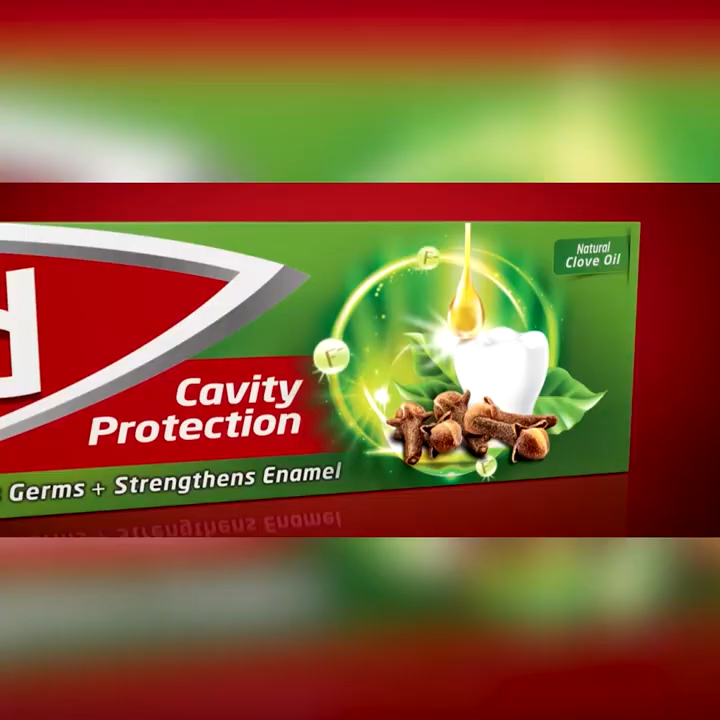 Natural
Clove Oil
F
F
d
Cavity
Protection
F
Germs + Strengthens Enamel